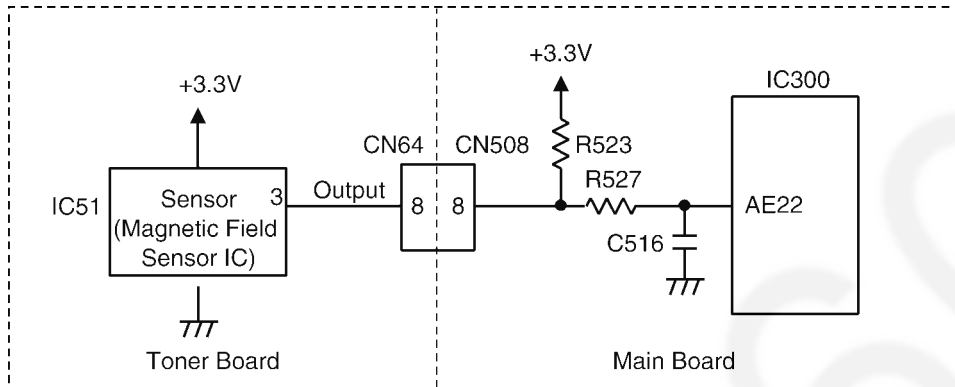 +3.3V
+3.3V
IC300
CN64
CN508
R523
IC51
Sensor
(Magnetic Field
Sensor IC)
3
Output
8
8
R527
AE22
C516
Toner Board
Main Board